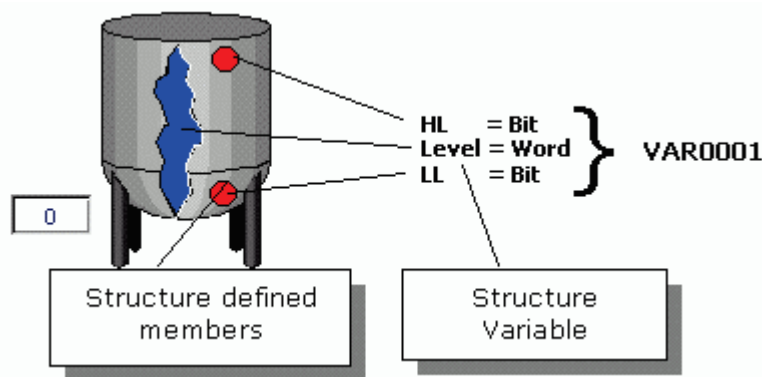 HL = Bit
Level = Word
LL = Bit
VAR0001
0
Structure defined
members
Structure
Variable